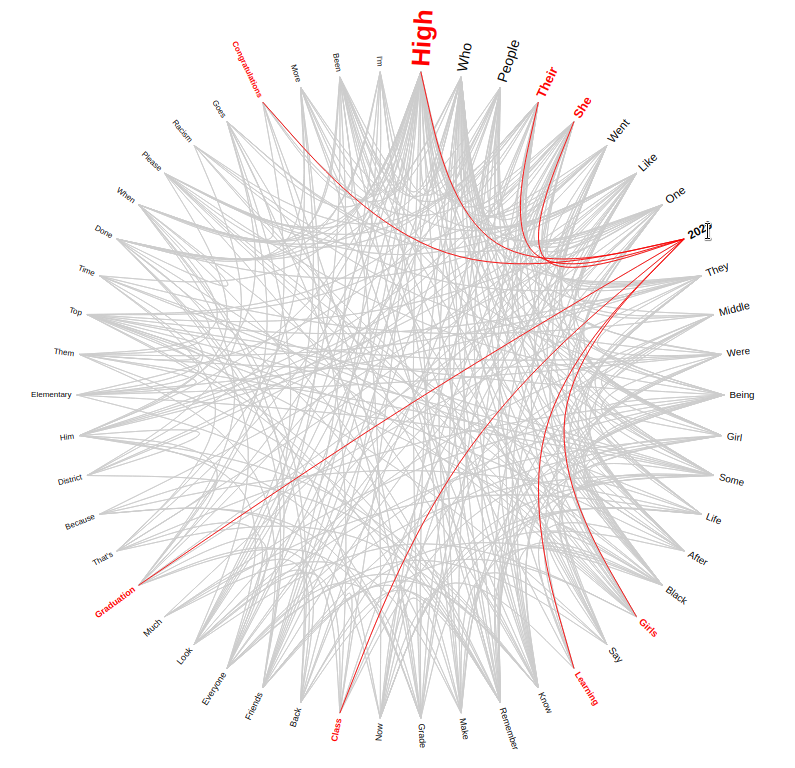 High
Who
People
Their
She
Went
Like
One
They
Middle
Were
Being
Girl
Some
Life
After
Black
Girls
Say
Learning
Know
Remember
Make
Grade
Now
Class
Back
Friends
Everyone
Look
Much
Graduation
That's
Because
District
Him
Elementary
Them
Top
Time
Done
When
Please
Racism
Goes
Congratulations
More
Been
I'm